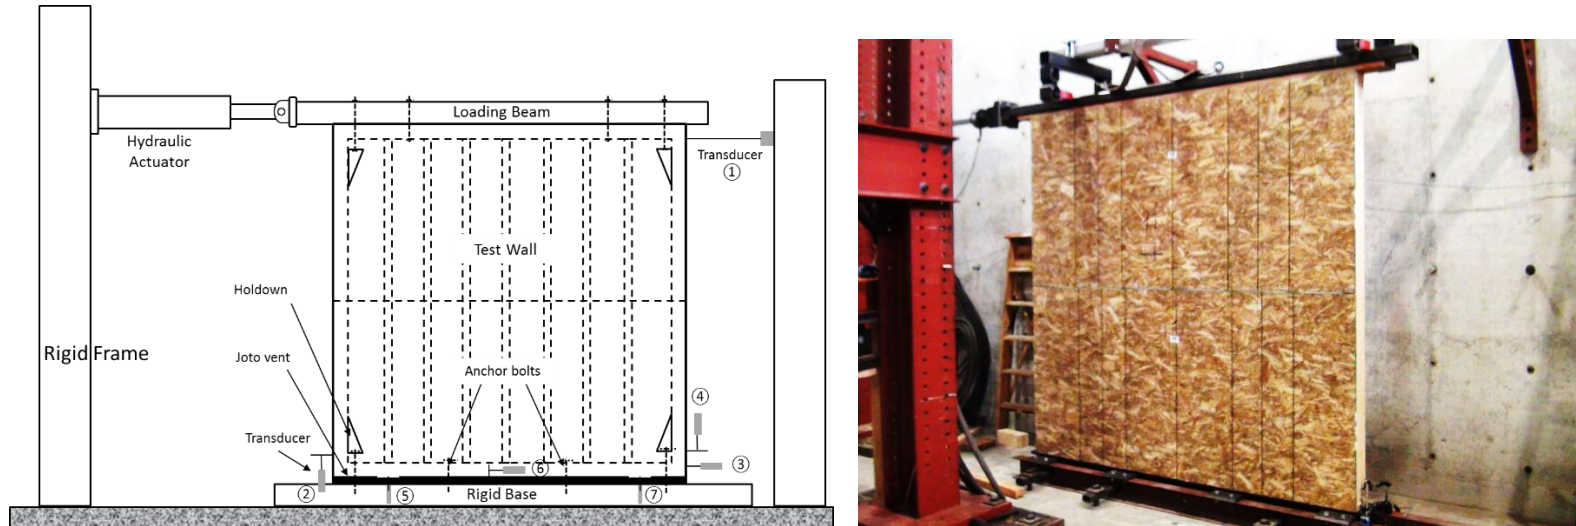 Loading Beam
Hydraulic
Actuator
Transducer
①
Test Wall
Holdown
Rigid Frame
Joto vent
Anchor bolts
④
Transducer
③
⑥
②
⑤
Rigid Base
⑦